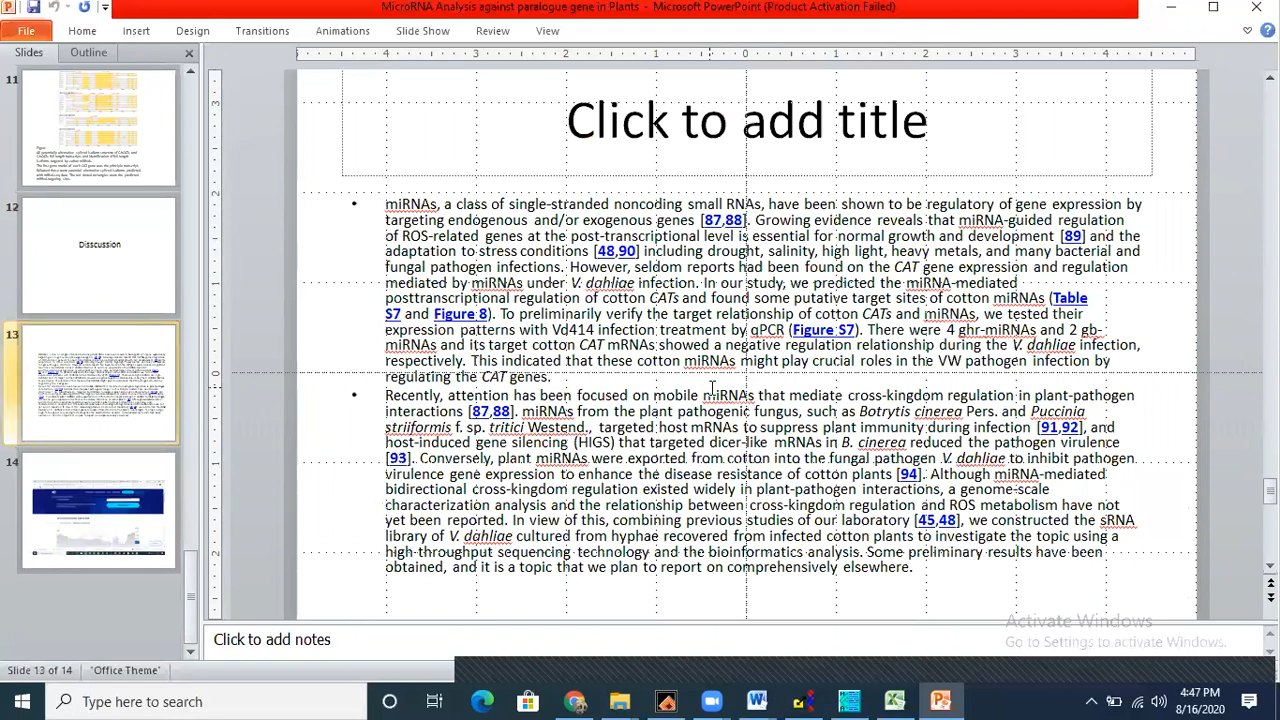 MicroRNA Analysis against paralogue gene in Plants - Microsoft PowerPoint (Product Activation Failed)
File Home Insert Design Transitions Animations Slide Show Review View
Slides Outline
11
12
Disscussion
13
14
Click to add title
• miRNAs, a class of single-stranded noncoding small RNAs, have been shown to be regulatory of gene expression by
targeting endogenous and/or exogenous genes [87,88]. Growing evidence reveals that miRNA-guided regulation
of ROS-related genes at the post-transcriptional level is essential for normal growth and development [89] and the
adaptation to stress conditions [48,90] including drought, salinity, high light, heavy metals, and many bacterial and
fungal pathogen infections. However, seldom reports had been found on the CAT gene expression and regulation
mediated by miRNAs under V. dahliae infection. In our study, we predicted the miRNA-mediated
posttranscriptional regulation of cotton CATs and found some putative target sites of cotton miRNAs (Table
S7 and Figure 8). To preliminarily verify the target relationship of cotton CATs and miRNAs, we tested their
expression patterns with Vd414 infection treatment by qPCR (Figure S7). There were 4 ghr-miRNAs and 2 gb-
miRNAs and its target cotton CAT mRNAs showed a negative regulation relationship during the V. dahliae infection,
respectively. This indicated that these cotton miRNAs might play crucial roles in the VW pathogen infection by
regulating the CAT genes.
• Recently, attention has been focused on mobile miRNAs that mediate cross-kingdom regulation in plant-pathogen
interactions [87,88]. miRNAs from the plant pathogenic fungus, such as Botrytis cinerea Pers. and Puccinia
striiformis f. sp. tritici Westend., targeted host mRNAs to suppress plant immunity during infection [91,92], and
host-induced gene silencing (HIGS) that targeted dicer-like mRNAs in B. cinerea reduced the pathogen virulence
[93]. Conversely, plant miRNAs were exported from cotton into the fungal pathogen V. dahliae to inhibit pathogen
virulence gene expression to enhance the disease resistance of cotton plants [94]. Although miRNA-mediated
bidirectional cross-kingdom regulation existed widely in plant-pathogen interactions, a genome-scale
characterization analysis and the relationship between cross-kingdom regulation and ROS metabolism have not
yet been reported. In view of this, combining previous studies of our laboratory [45,48], we constructed the sRNA
library of V. dahliae cultured from hyphae recovered from infected cotton plants to investigate the topic using a
high-throughput sequencing technology and the bioinformatics analysis. Some preliminary results have been
obtained, and it is a topic that we plan to report on comprehensively elsewhere.
Click to add notes
Activate Windows
Go to Settings to activate Windows.
Slide 13 of 14 "Office Theme"
Type here to search
4:47 PM
8/16/2020